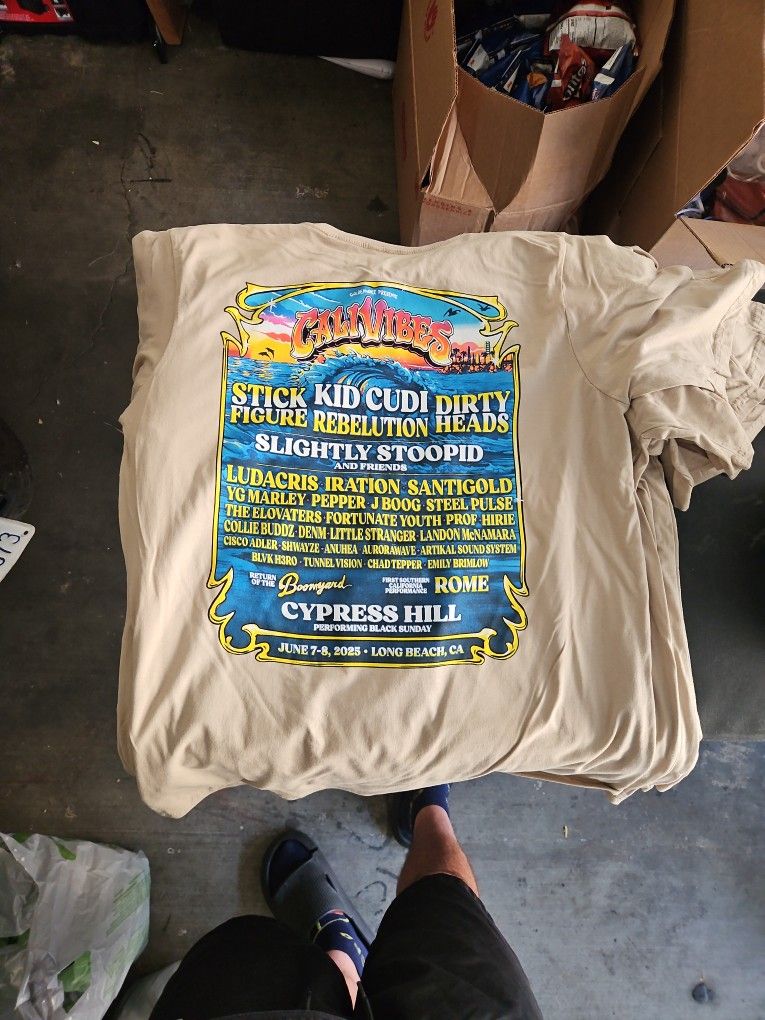 CALI VIBES
STICK FIGURE
KID CUDI
REBELUTION
DIRTY HEADS
SLIGHTLY STOOPID
AND FRIENDS
LUDACRIS IRATION SANTIGOLD
YG MARLEY · PEPPER · J BOOG · STEEL PULSE
THE ELOVATERS · FORTUNATE YOUTH · PROF · HIRIE
COLLIE BUDDZ · DENM · LITTLE STRANGER · LANDON McNAMARA
CISCO ADLER · SHWAYZE · ANUHEA · AURORAWAVE · ARTIKAL SOUND SYSTEM
BLVK H3RO · TUNNEL VISION · CHAD TEPPER · EMILY BRIMLOW
RETURN OF THE Boomyard
FIRST SOUTHERN CALIFORNIA PERFORMANCE ROME
CYPRESS HILL
PERFORMING BLACK SUNDAY
JUNE 7-8, 2025 • LONG BEACH, CA